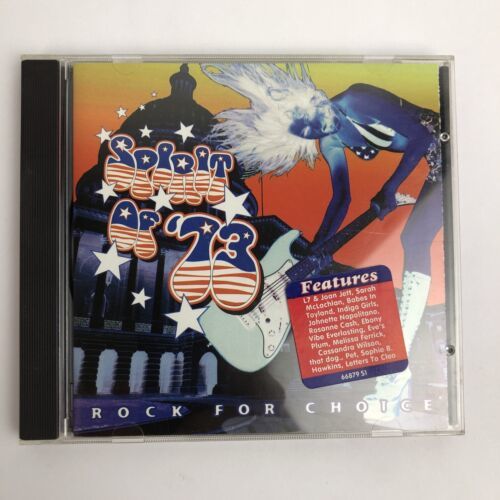 SPIRIT
OF '73
Features
L7 & Joan Jett, Sarah
McLachlan, Babes In
Toyland, Indigo Girls,
Johnette Napolitano,
Rosanne Cash, Ebony
Vibe Everlasting, Eve's
Plum, Melissa Ferrick,
Cassandra Wilson,
that dog., Pet, Sophie B.
Hawkins, Letters To Cleo
66879 S1
ROCK FOR CHOICE